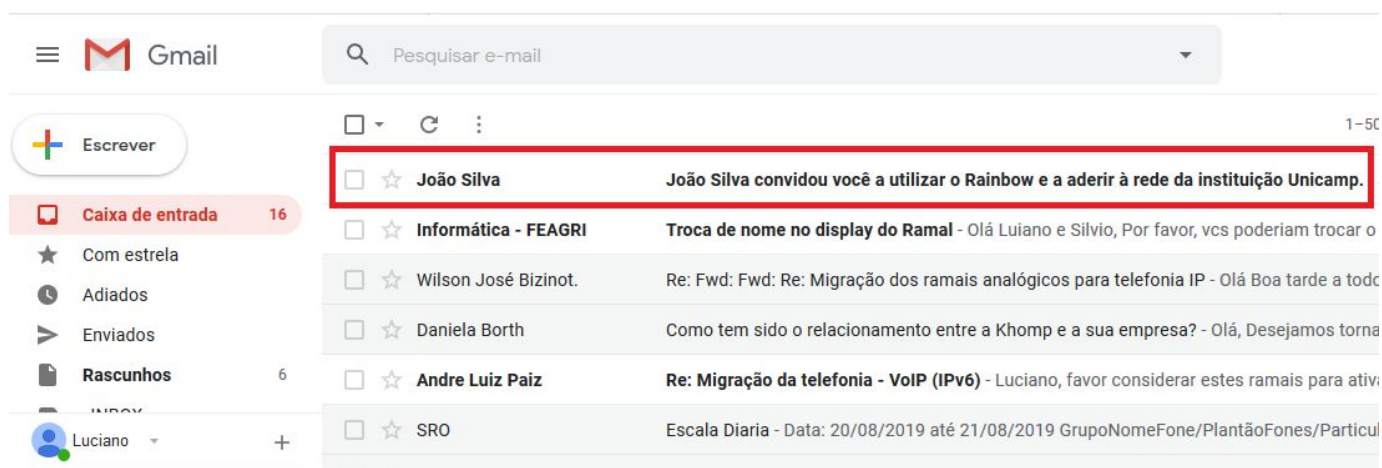 Gmail
Pesquisar e-mail
Escrever
1–50
João Silva João Silva convidou você a utilizar o Rainbow e a aderir à rede da instituição Unicamp.
Caixa de entrada 16
Informática - FEAGRI Troca de nome no display do Ramal - Olá Luiano e Silvio, Por favor, vcs poderiam trocar o
Com estrela
Wilson José Bizinot. Re: Fwd: Fwd: Re: Migração dos ramais analógicos para telefonia IP - Olá Boa tarde a todo
Adiados
Enviados
Daniela Borth Como tem sido o relacionamento entre a Khomp e a sua empresa? - Olá, Desejamos torna
Rascunhos 6
Andre Luiz Paiz Re: Migração da telefonia - VoIP (IPv6) - Luciano, favor considerar estes ramais para ativa
Luciano
SRO Escala Diaria - Data: 20/08/2019 até 21/08/2019 GrupoNomeFone/PlantãoFones/Particul